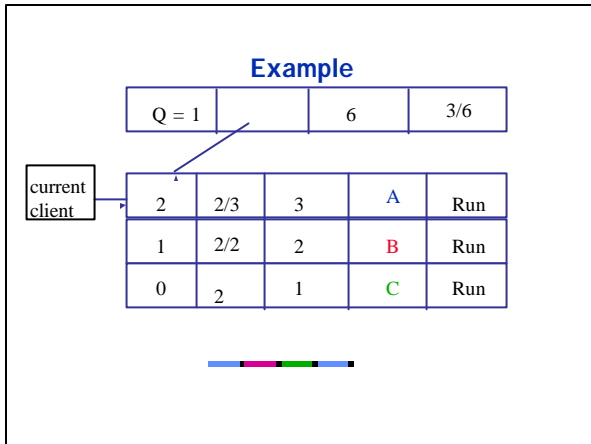 Example
Q = 1 6 3/6
current
client
2 2/3 3 A Run
1 2/2 2 B Run
0 2 1 C Run